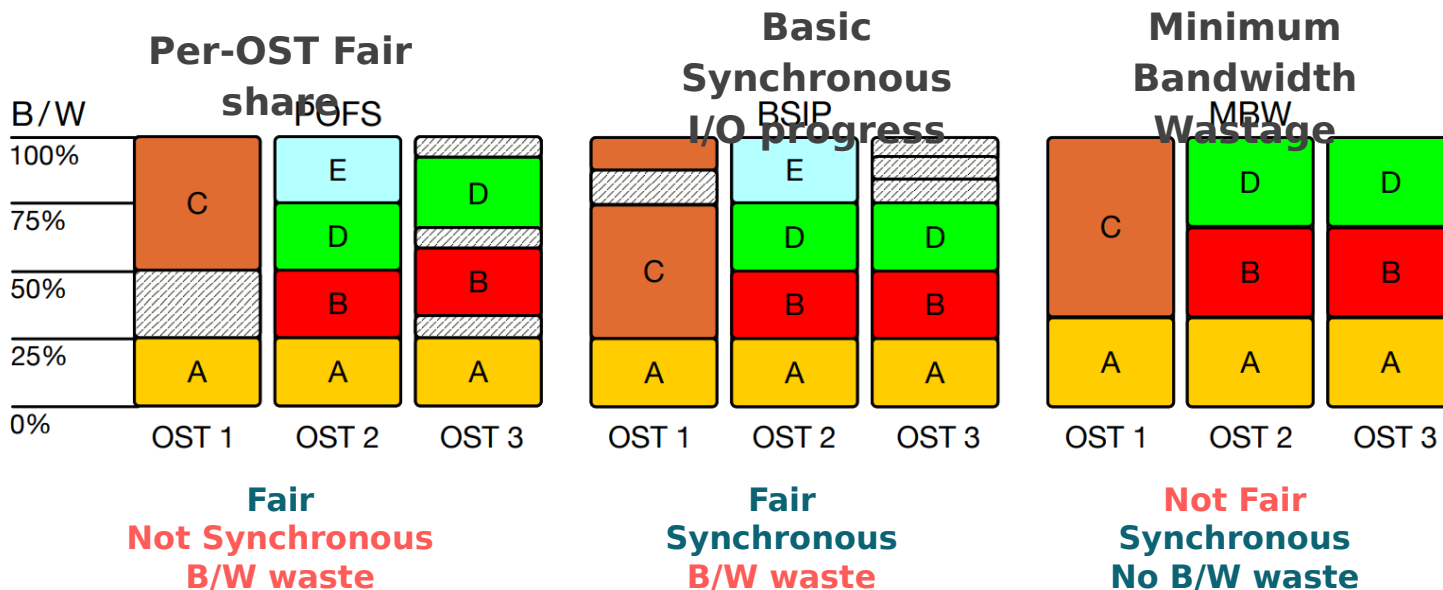 Per-OST Fair
share
Basic
Synchronous
I/O progress
Minimum
Bandwidth
Wastage
B/W
POFS
BSIP
MBW
100%
75%
50%
25%
0%
C
A
E
D
B
A
D
B
A
OST 1
OST 2
OST 3
C
A
E
D
B
A
D
B
A
OST 1
OST 2
OST 3
C
A
D
B
A
D
B
A
OST 1
OST 2
OST 3
Fair
Not Synchronous
B/W waste
Fair
Synchronous
B/W waste
Not Fair
Synchronous
No B/W waste